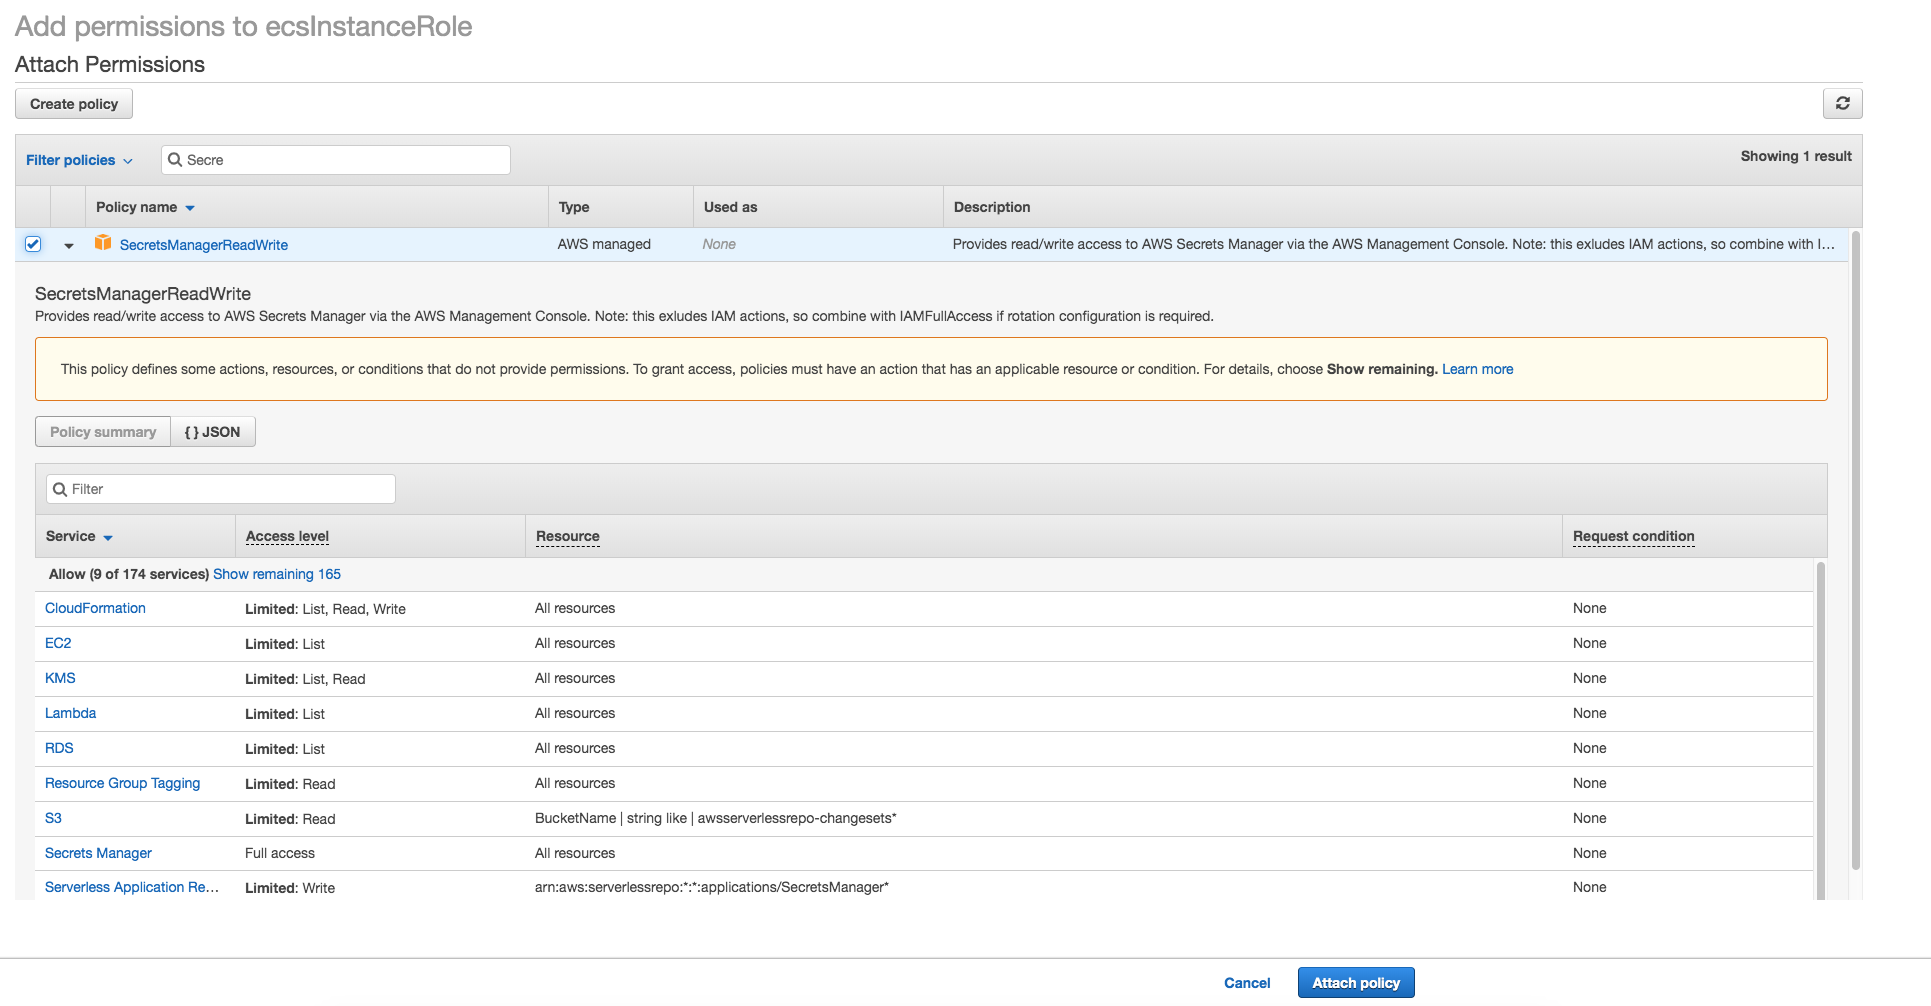 Add permissions to ecsInstanceRole
Attach Permissions
Create policy
Filter policies
Secre
Showing 1 result
Policy name Type Used as Description
SecretsManagerReadWrite AWS managed None Provides read/write access to AWS Secrets Manager via the AWS Management Console. Note: this exludes IAM actions, so combine with I...
SecretsManagerReadWrite
Provides read/write access to AWS Secrets Manager via the AWS Management Console. Note: this exludes IAM actions, so combine with IAMFullAccess if rotation configuration is required.
This policy defines some actions, resources, or conditions that do not provide permissions. To grant access, policies must have an action that has an applicable resource or condition. For details, choose Show remaining. Learn more
Policy summary { } JSON
Filter
Service Access level Resource Request condition
Allow (9 of 174 services) Show remaining 165
CloudFormation Limited: List, Read, Write All resources None
EC2 Limited: List All resources None
KMS Limited: List, Read All resources None
Lambda Limited: List All resources None
RDS Limited: List All resources None
Resource Group Tagging Limited: Read All resources None
S3 Limited: Read BucketName | string like | awsserverlessrepo-changesets* None
Secrets Manager Full access All resources None
Serverless Application Re... Limited: Write arn:aws:serverlessrepo:*:*:applications/SecretsManager* None
Cancel Attach policy